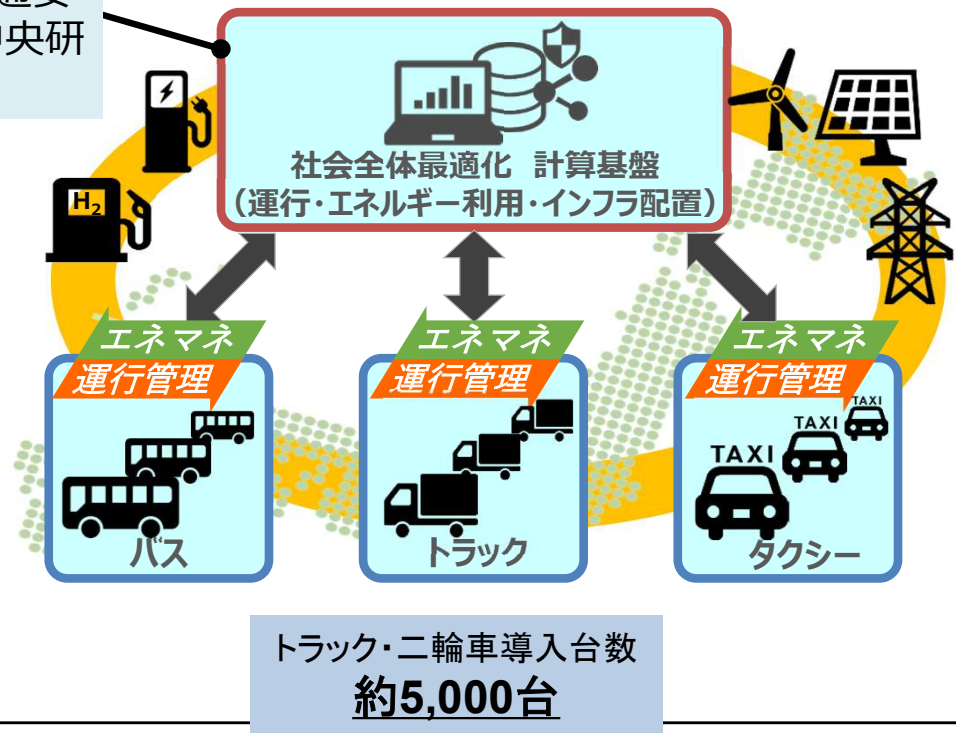 中央研
社会全体最適化 計算基盤
（運行・エネルギー利用・インフラ配置）
H₂
エネマネ
運行管理
エネマネ
運行管理
エネマネ
運行管理
TAXI
TAXI
TAXI
バス
トラック
タクシー
トラック・二輪車導入台数
約5,000台